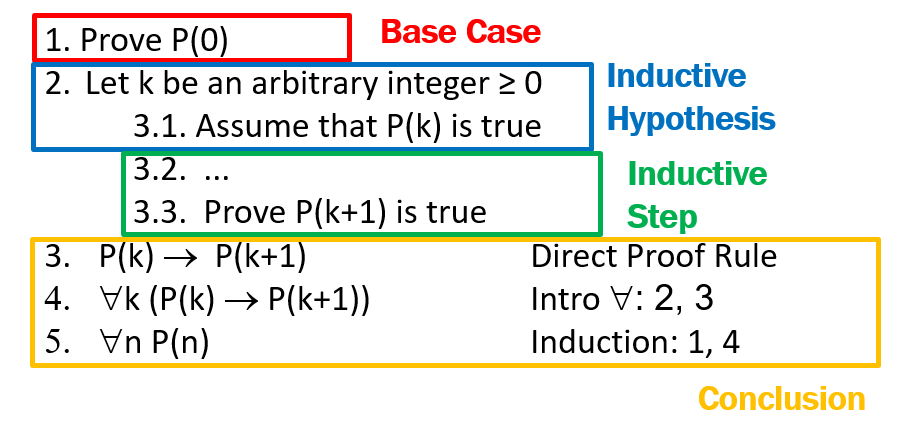 1. Prove P(0)
Base Case
2. Let k be an arbitrary integer ≥ 0
3.1. Assume that P(k) is true
Inductive
Hypothesis
3.2. ...
3.3. Prove P(k+1) is true
Inductive
Step
3. P(k) → P(k+1) Direct Proof Rule
4. ∀k (P(k) → P(k+1)) Intro ∀: 2, 3
5. ∀n P(n) Induction: 1, 4
Conclusion